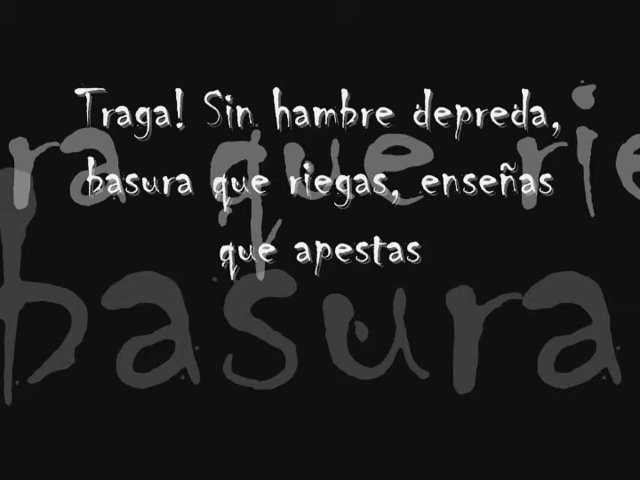 Traga! Sin hambre depreda,
basura que riegas, enseñas
que apestas
ra que rie
basura